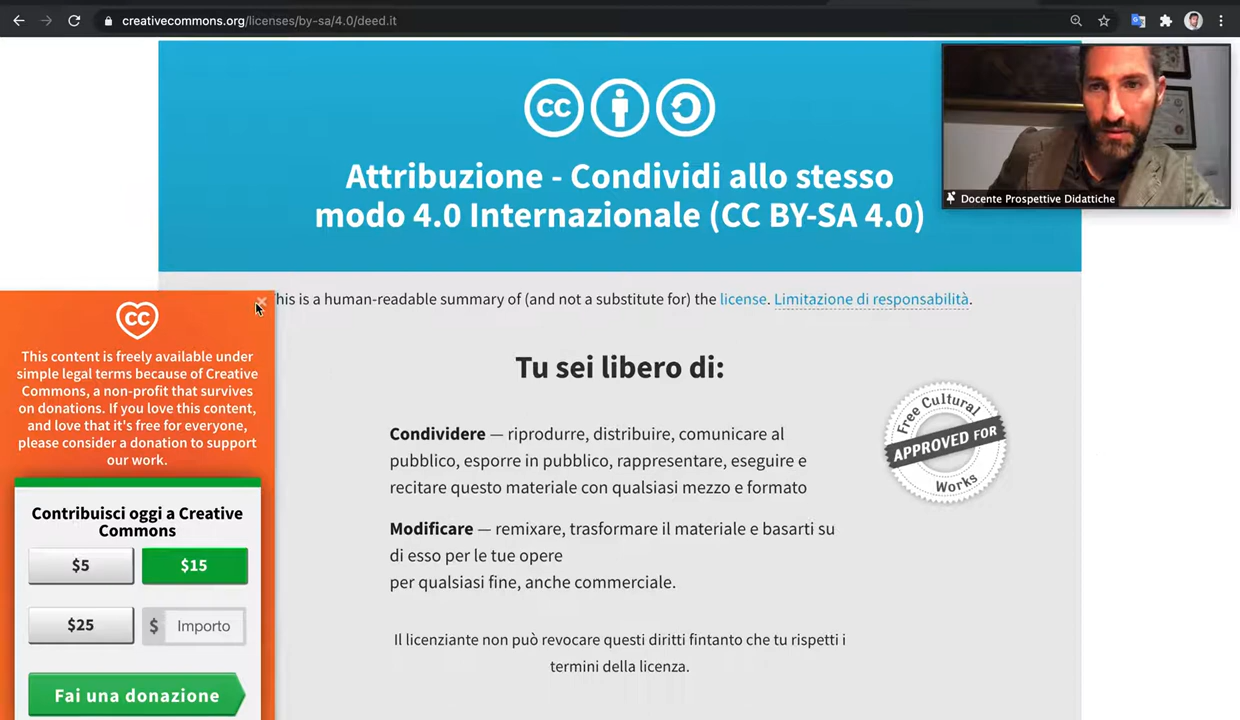 creativecommons.org/licenses/by-sa/4.0/deed.it
cc
Attribuzione - Condividi allo stesso
modo 4.0 Internazionale (CC BY-SA 4.0)
Docente Prospettive Didattiche
his is a human-readable summary of (and not a substitute for) the license. Limitazione di responsabilità.
Tu sei libero di:
Condividere — riprodurre, distribuire, comunicare al
pubblico, esporre in pubblico, rappresentare, eseguire e
recitare questo materiale con qualsiasi mezzo e formato
Modificare — remixare, trasformare il materiale e basarti su
di esso per le tue opere
per qualsiasi fine, anche commerciale.
Il licenziante non può revocare questi diritti fintanto che tu rispetti i
termini della licenza.
Free Cultural
APPROVED FOR
Works
CC
This content is freely available under
simple legal terms because of Creative
Commons, a non-profit that survives
on donations. If you love this content,
and love that it's free for everyone,
please consider a donation to support
our work.
Contribuisci oggi a Creative
Commons
$5
$15
$25
$ Importo
Fai una donazione